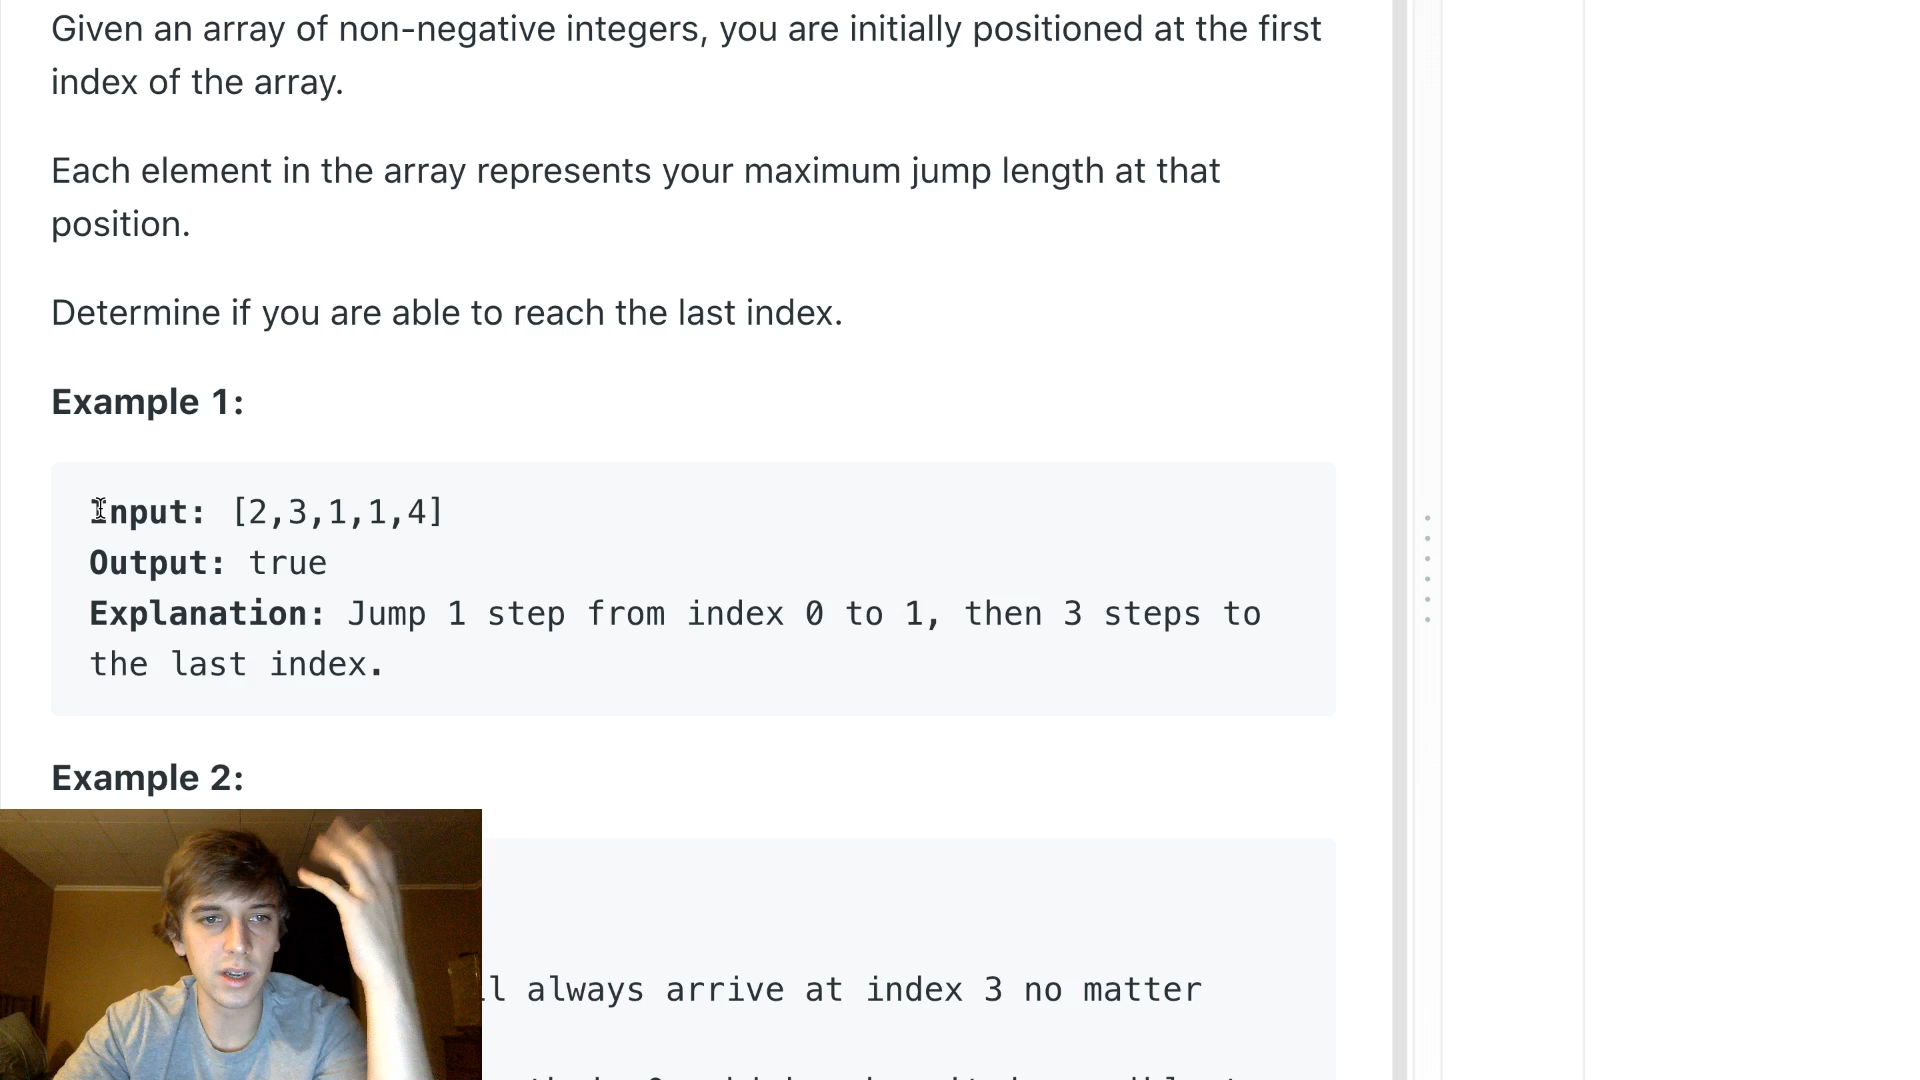 Given an array of non-negative integers, you are initially positioned at the first
index of the array.
Each element in the array represents your maximum jump length at that
position.
Determine if you are able to reach the last index.
Example 1:
Input: [2,3,1,1,4]
Output: true
Explanation: Jump 1 step from index 0 to 1, then 3 steps to
the last index.
Example 2:
always arrive at index 3 no matter